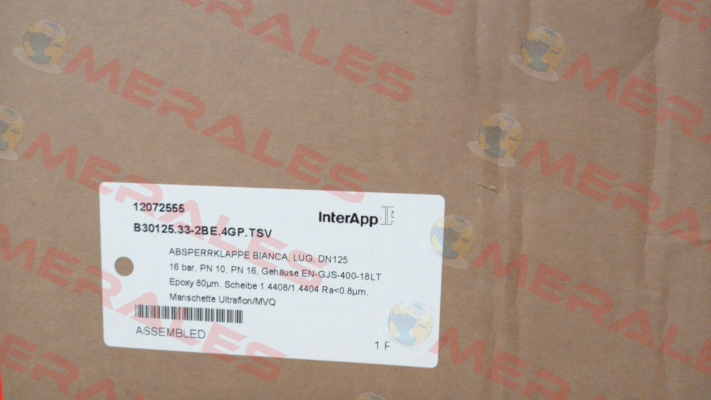 MERALES
MERALES
MERALES
MERALES
12072555
InterApp
B30125.33-2BE.4GP.TSV
ABSPERRKLAPPE BIANCA, LUG, DN125
16 bar, PN 10, PN 16, Gehäuse EN-GJS-400-18LT
Epoxy 80µm, Scheibe 1.4408/1.4404 Ra<0.8µm,
Manschette Ultraflon/MVQ
ASSEMBLED